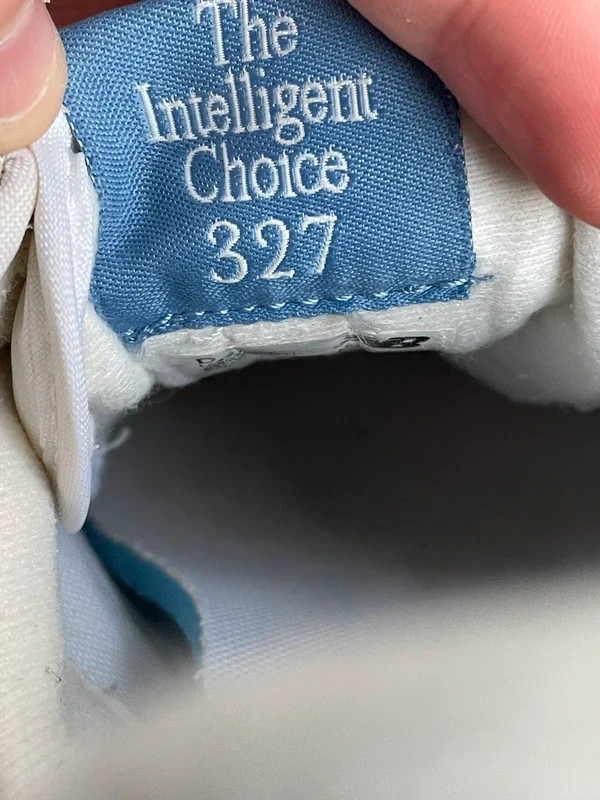 The
Intelligent
Choice
327